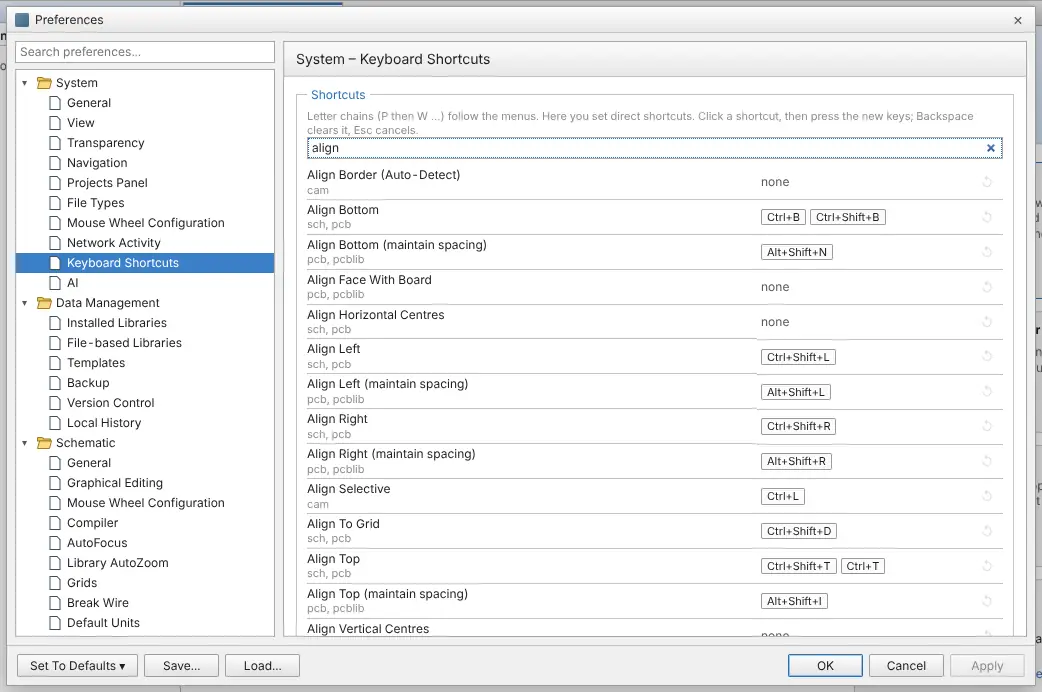 Preferences
Search preferences...
System
General
View
Transparency
Navigation
Projects Panel
File Types
Mouse Wheel Configuration
Network Activity
Keyboard Shortcuts
AI
Data Management
Installed Libraries
File-based Libraries
Templates
Backup
Version Control
Local History
Schematic
General
Graphical Editing
Mouse Wheel Configuration
Compiler
AutoFocus
Library AutoZoom
Grids
Break Wire
Default Units
System – Keyboard Shortcuts
Shortcuts
Letter chains (P then W ...) follow the menus. Here you set direct shortcuts. Click a shortcut, then press the new keys; Backspace
clears it, Esc cancels.
align
Align Border (Auto-Detect)
cam
none
Align Bottom
sch, pcb
Ctrl+B Ctrl+Shift+B
Align Bottom (maintain spacing)
pcb, pcblib
Alt+Shift+N
Align Face With Board
pcb, pcblib
none
Align Horizontal Centres
sch, pcb
none
Align Left
sch, pcb
Ctrl+Shift+L
Align Left (maintain spacing)
pcb, pcblib
Alt+Shift+L
Align Right
sch, pcb
Ctrl+Shift+R
Align Right (maintain spacing)
pcb, pcblib
Alt+Shift+R
Align Selective
cam
Ctrl+L
Align To Grid
sch, pcb
Ctrl+Shift+D
Align Top
sch, pcb
Ctrl+Shift+T Ctrl+T
Align Top (maintain spacing)
pcb, pcblib
Alt+Shift+I
Align Vertical Centres
none
Set To Defaults ▾
Save...
Load...
OK
Cancel
Apply